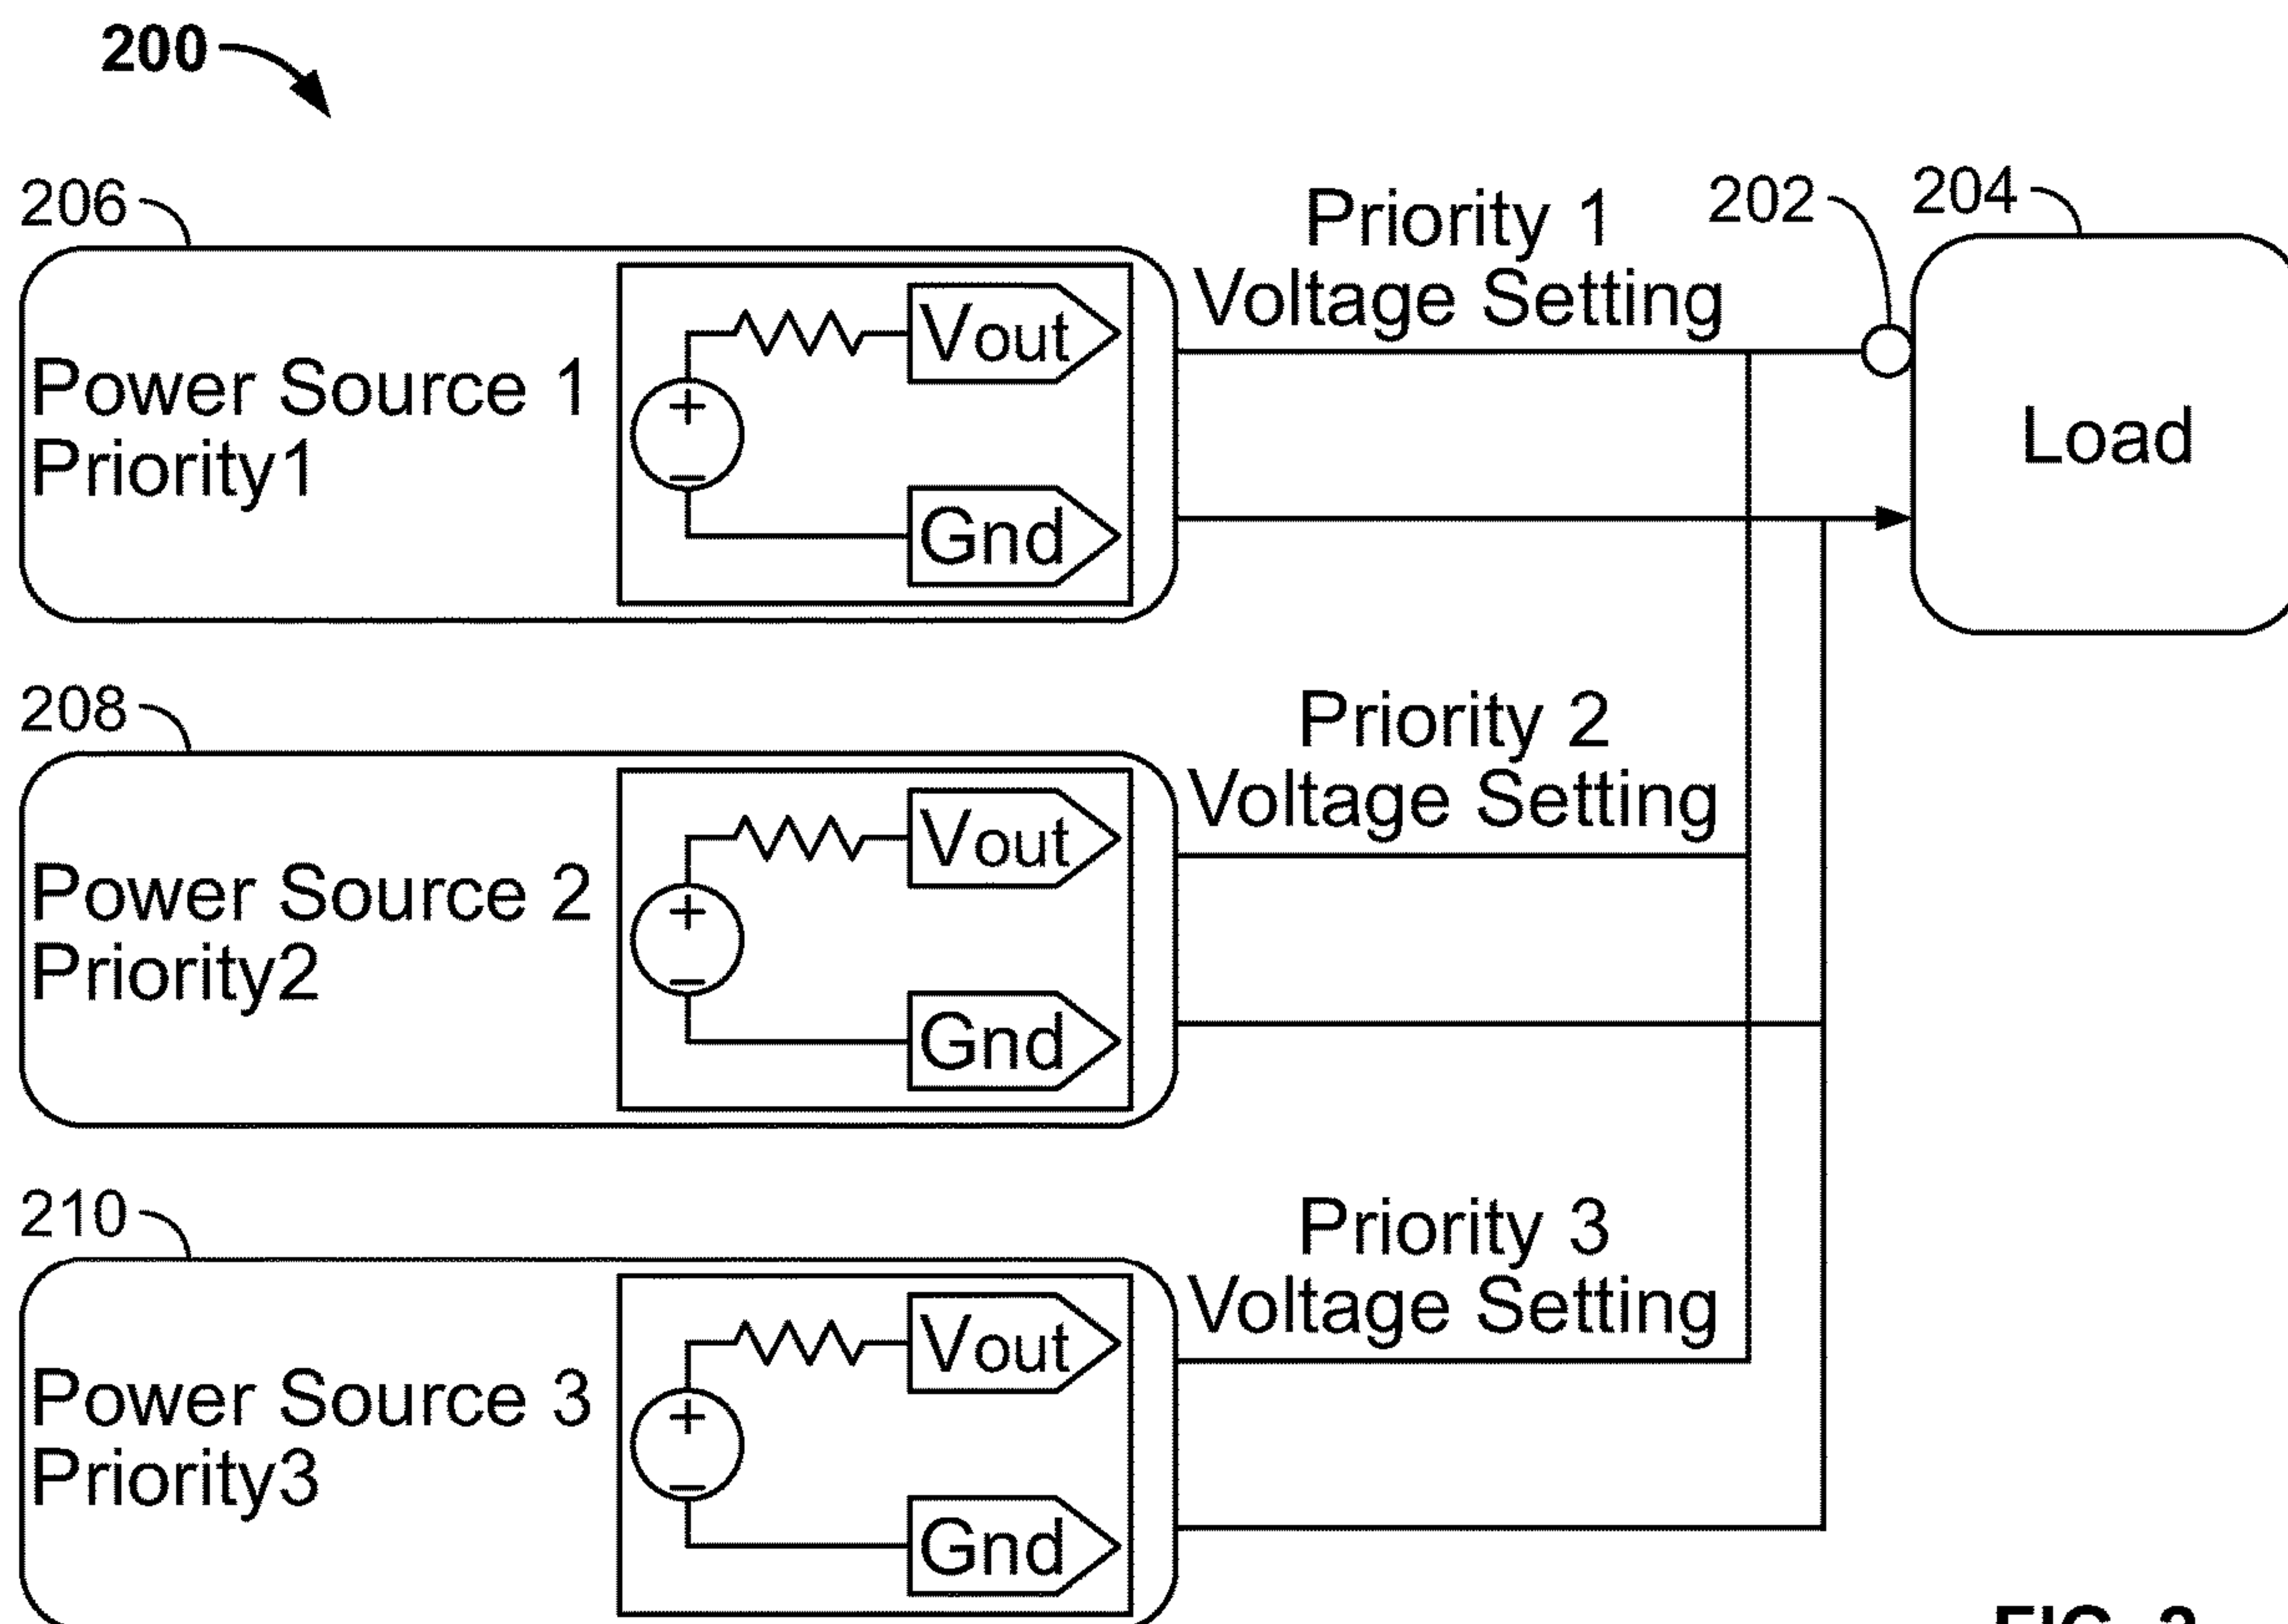 200
206
Priority 1
Voltage Setting
202
204
Power Source 1
Priority1
+
−
Vout
Gnd
Load
208
Priority 2
Voltage Setting
Power Source 2
Priority2
+
−
Vout
Gnd
210
Priority 3
Voltage Setting
Power Source 3
Priority3
+
−
Vout
Gnd